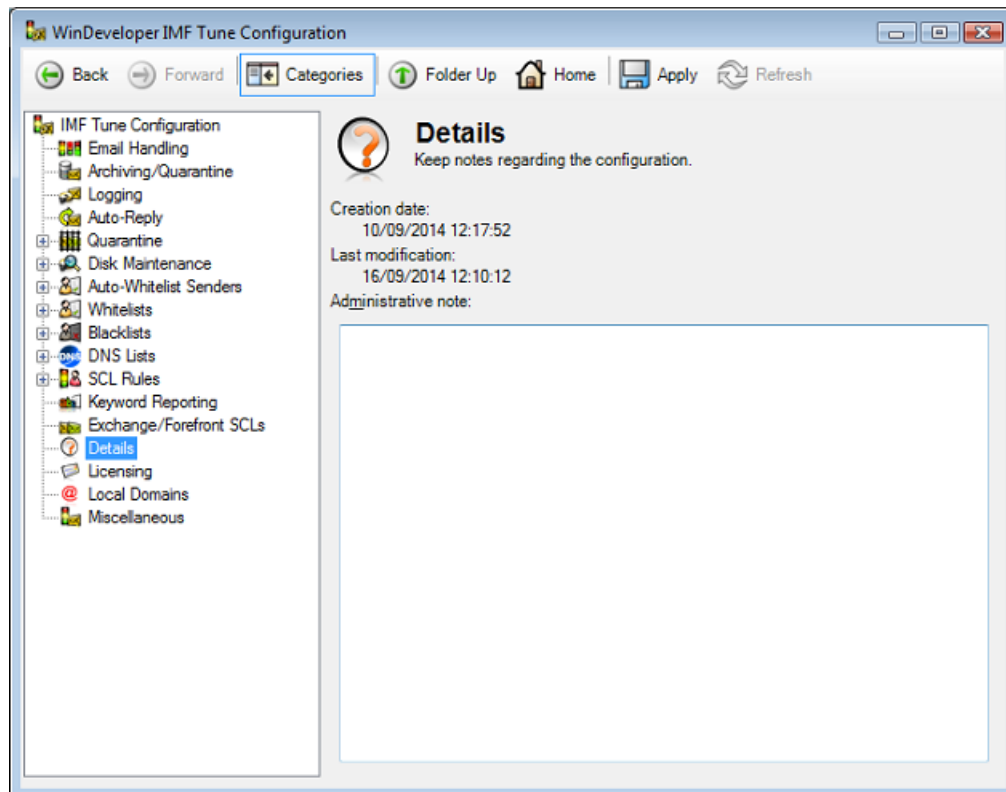 WinDeveloper IMF Tune Configuration
Back Forward Categories Folder Up Home Apply Refresh
IMF Tune Configuration
Email Handling
Archiving/Quarantine
Logging
Auto-Reply
Quarantine
Disk Maintenance
Auto-Whitelist Senders
Whitelists
Blacklists
DNS Lists
SCL Rules
Keyword Reporting
Exchange/Forefront SCLs
Details
Licensing
Local Domains
Miscellaneous
Details
Keep notes regarding the configuration.
Creation date:
10/09/2014 12:17:52
Last modification:
16/09/2014 12:10:12
Administrative note: